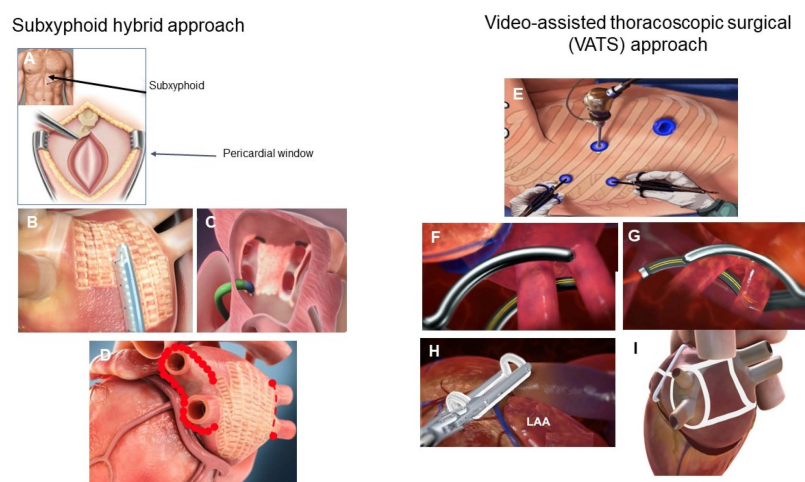 Subxyphoid hybrid approach
A
Subxyphoid
Pericardial window
B
C
D
Video-assisted thoracoscopic surgical
(VATS) approach
E
F
G
H
LAA
I